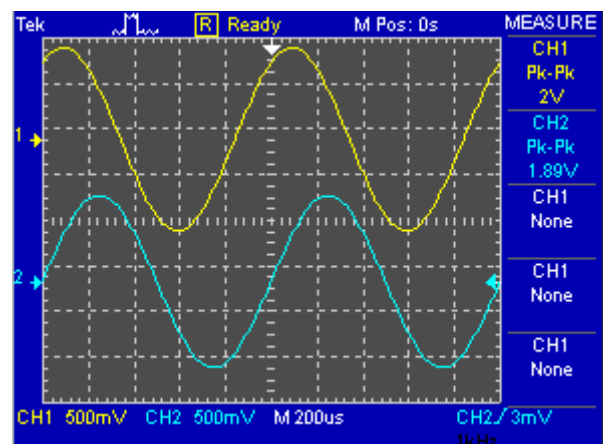 Tek R Ready M Pos: 0s MEASURE
CH1
Pk-Pk
2V
CH2
Pk-Pk
1.89V
CH1
None
CH1
None
CH1
None
1
2
CH1 500mV CH2 500mV M 200us CH2 / 3mV
1kHz